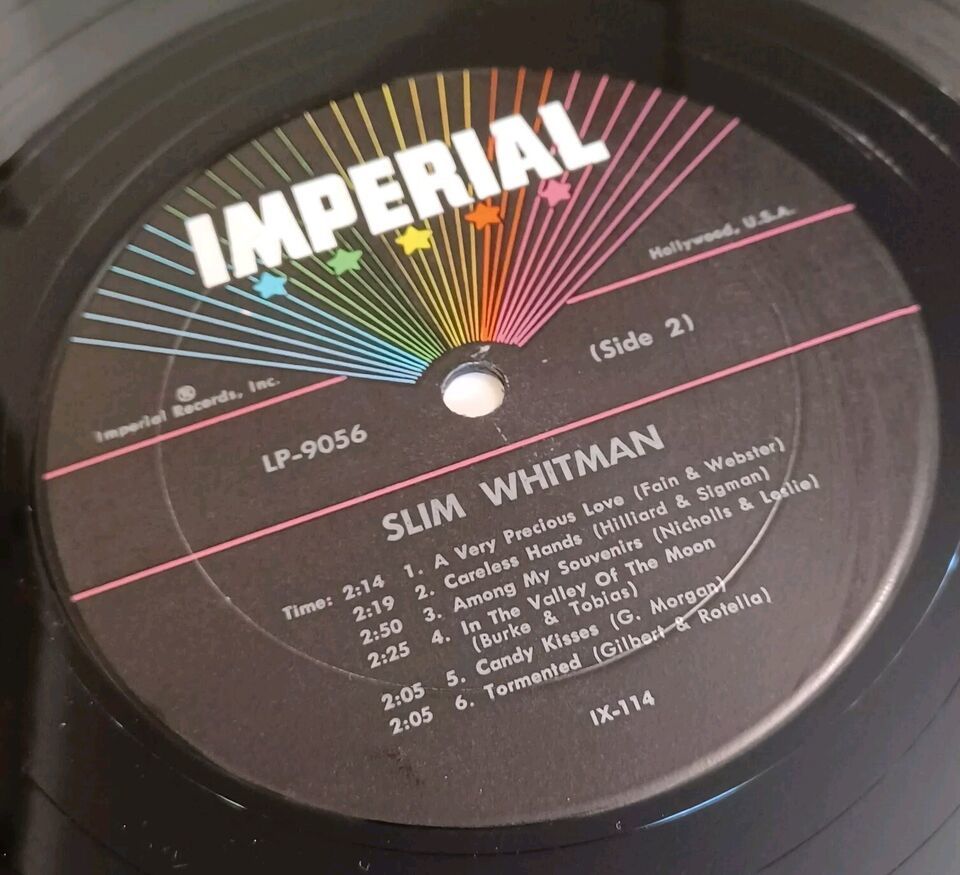 IMPERIAL
Hollywood, U.S.A.
(Side 2)
®
Imperial Records, Inc.
LP-9056
SLIM WHITMAN
Time: 2:14 1. A Very Precious Love (Fain & Webster)
2:19 2. Careless Hands (Hilliard & Sigman)
2:50 3. Among My Souvenirs (Nicholls & Leslie)
2:25 4. In The Valley Of The Moon
(Burke & Tobias)
2:05 5. Candy Kisses (G. Morgan)
2:05 6. Tormented (Gilbert & Rotella)
IX-114